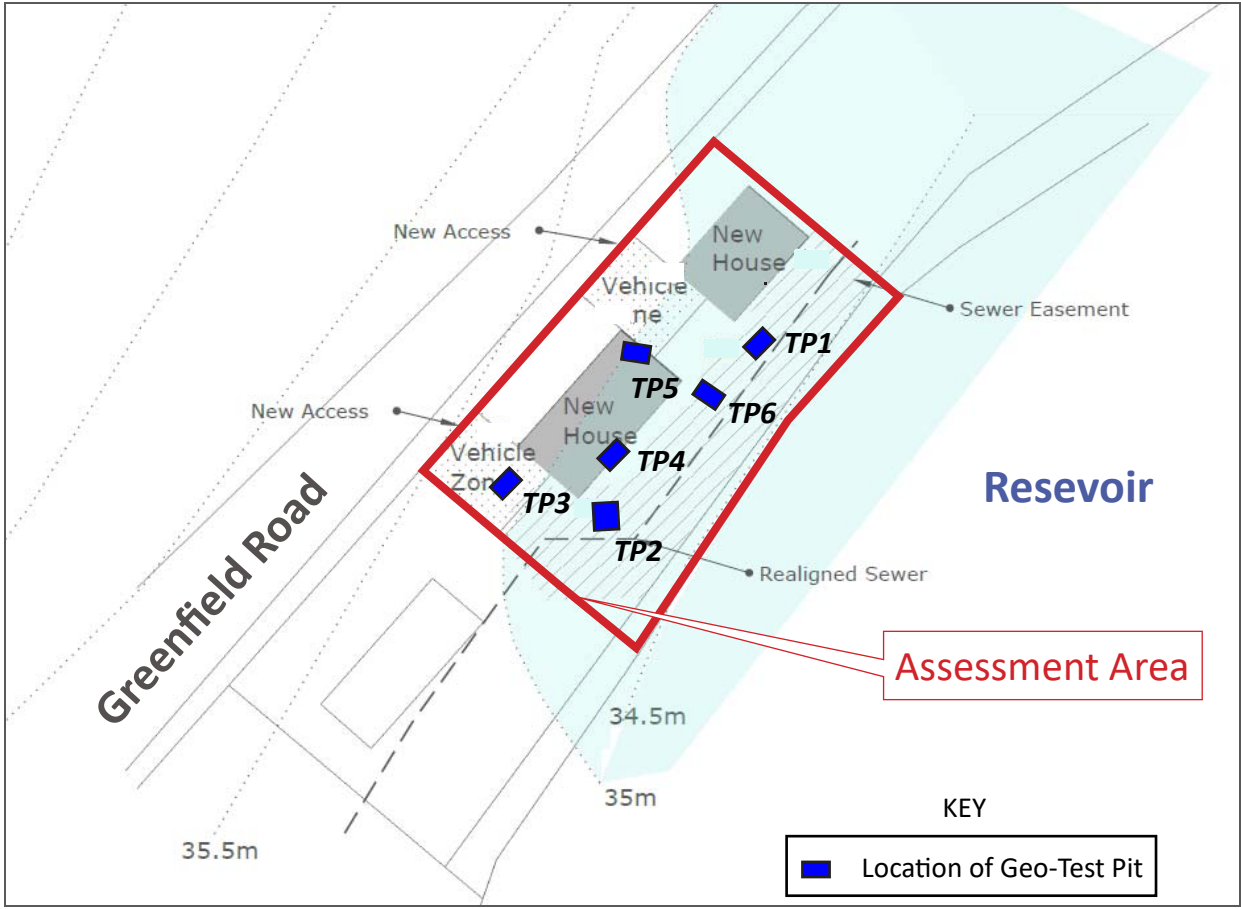 New Access
New
House
Vehicle
ne
Sewer Easement
TP1
TP5
TP6
New Access
New
House
Vehicle
Zon
TP4
TP3
TP2
Resevoir
Greenfield Road
Realigned Sewer
Assessment Area
34.5m
35m
35.5m
KEY
Location of Geo-Test Pit